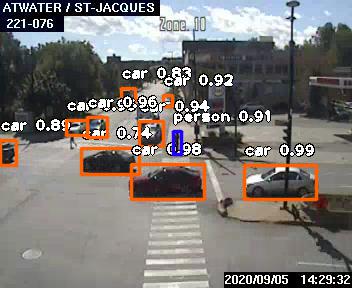 ATWATER / ST-JACQUES
221-076
Zone 10
car 0.83
car 0.92
car 0.96
car 0.94
person 0.91
car 0.89
car 0.74
car 0.98
car 0.99
2020/09/05 14:29:32